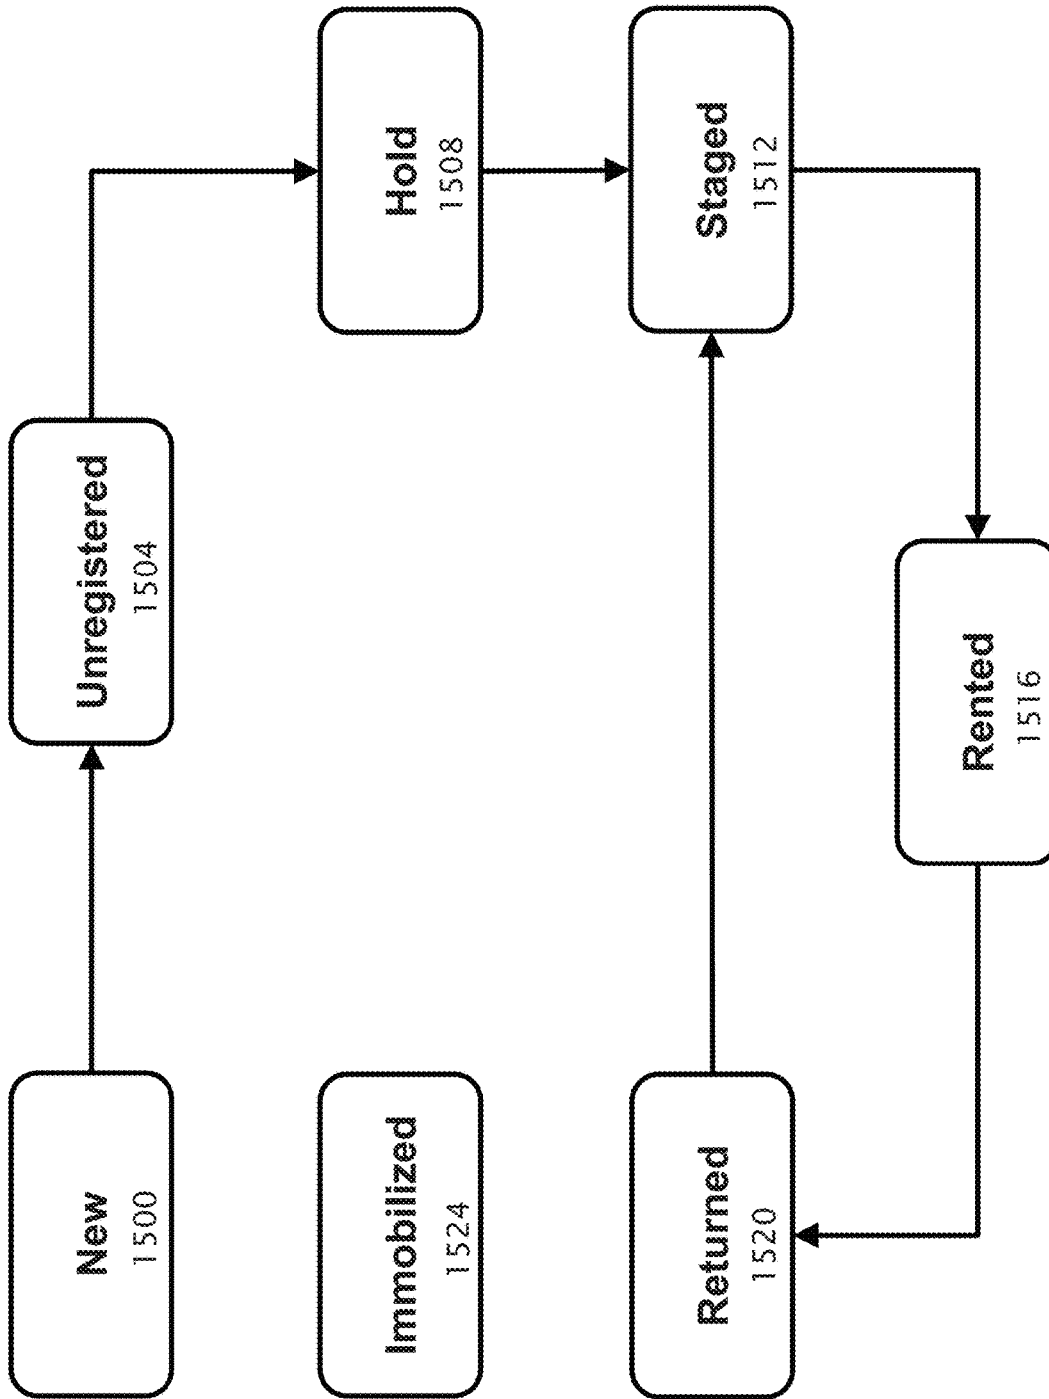 New
1500
Unregistered
1504
Immobilized
1524
Hold
1508
Returned
1520
Staged
1512
Rented
1516